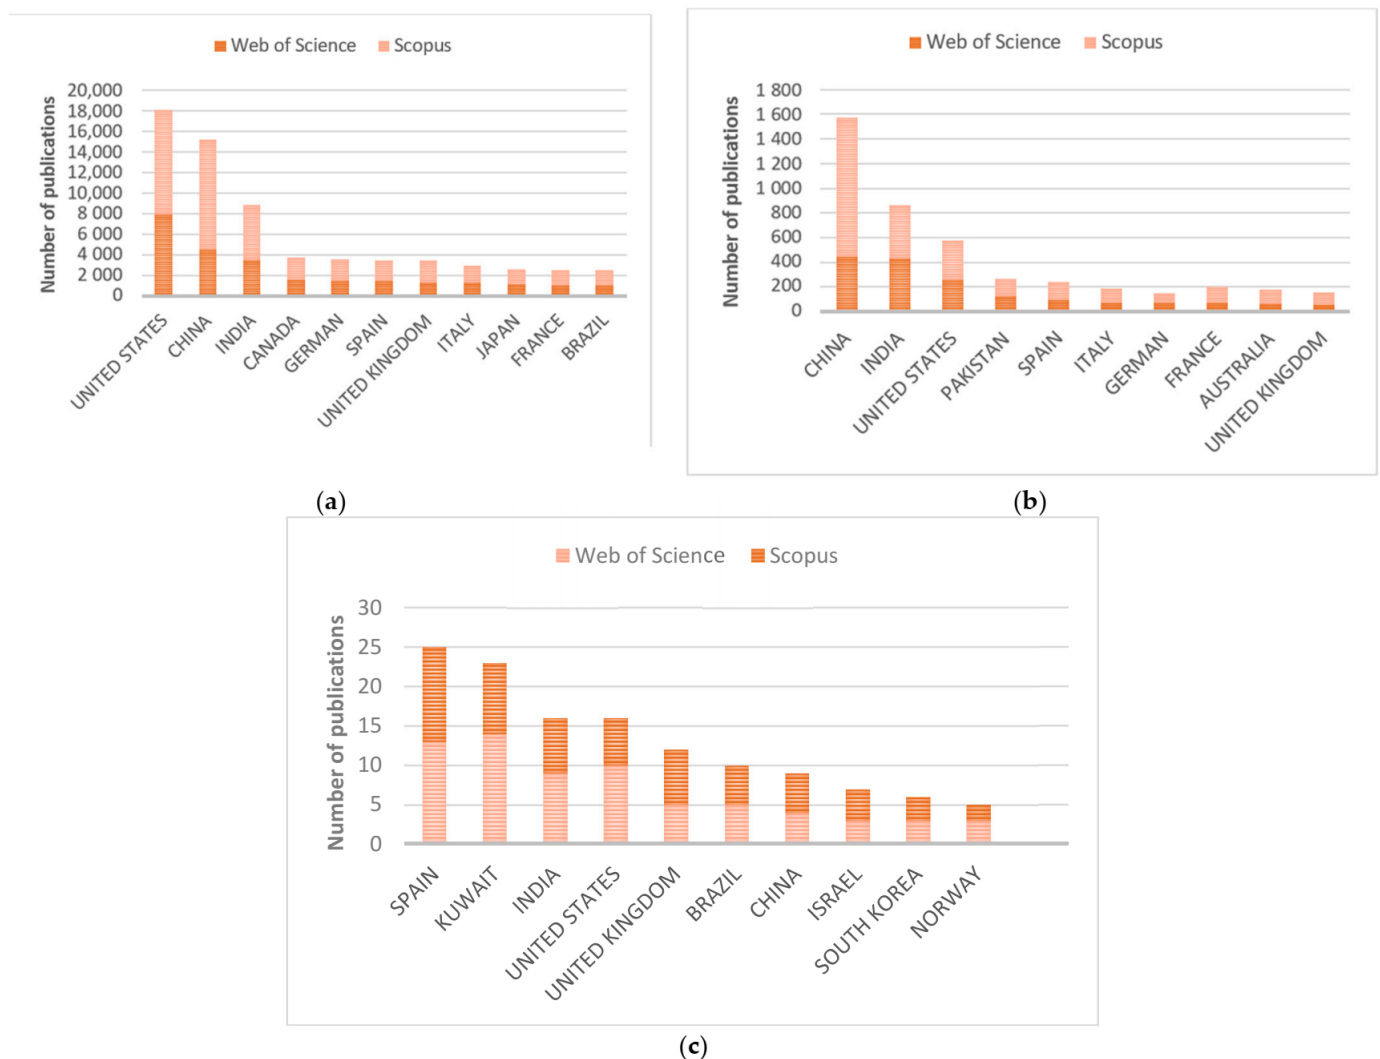 Web of Science Scopus
Number of publications
20,000
18,000
16,000
14,000
12,000
10,000
8 000
6 000
4 000
2 000
0
UNITED STATES
CHINA
INDIA
CANADA
GERMAN
SPAIN
UNITED KINGDOM
ITALY
JAPAN
FRANCE
BRAZIL
(a)
Web of Science Scopus
Number of publications
1 800
1 600
1 400
1 200
1 000
800
600
400
200
0
CHINA
INDIA
UNITED STATES
PAKISTAN
SPAIN
ITALY
GERMAN
FRANCE
AUSTRALIA
UNITED KINGDOM
(b)
Web of Science Scopus
Number of publications
30
25
20
15
10
5
0
SPAIN
KUWAIT
INDIA
UNITED STATES
UNITED KINGDOM
BRAZIL
CHINA
ISRAEL
SOUTH KOREA
NORWAY
(c)